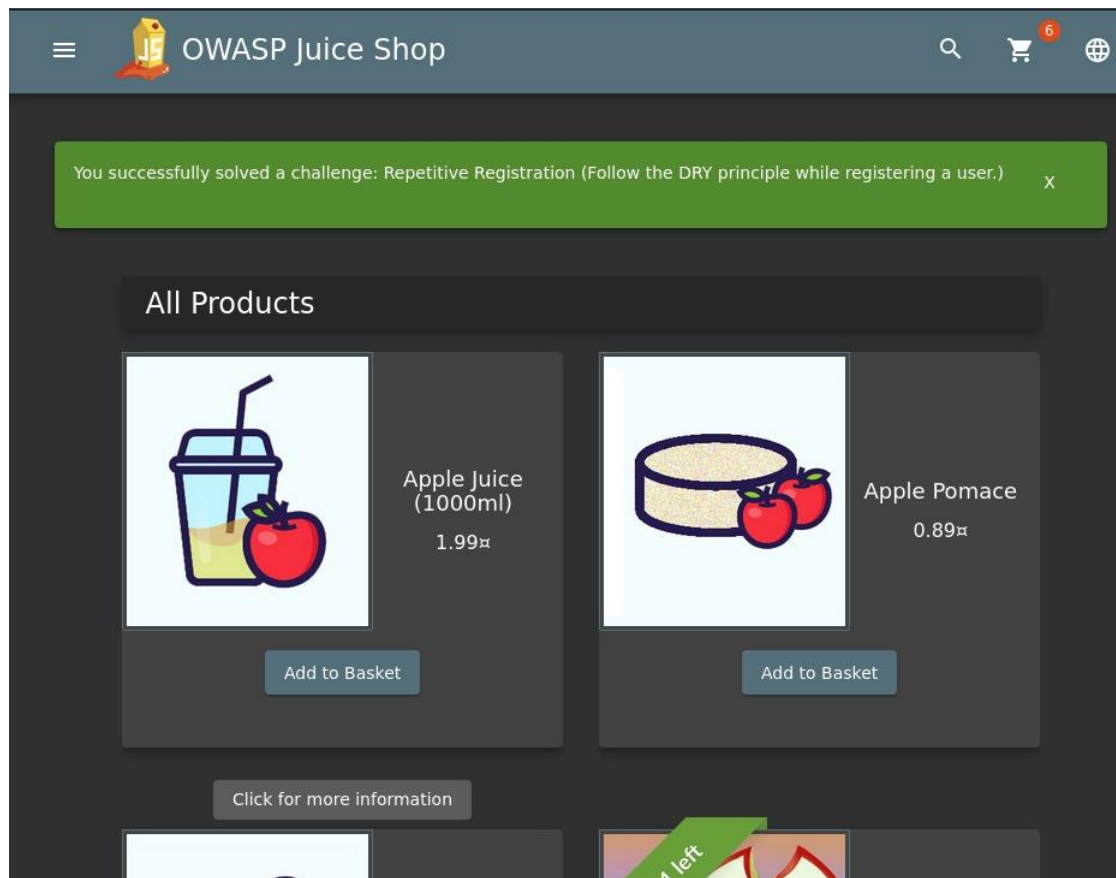 JS
OWASP Juice Shop
6
You successfully solved a challenge: Repetitive Registration (Follow the DRY principle while registering a user.)
X
All Products
Apple Juice
(1000ml)
1.99¤
Apple Pomace
0.89¤
Add to Basket
Add to Basket
Click for more information
left